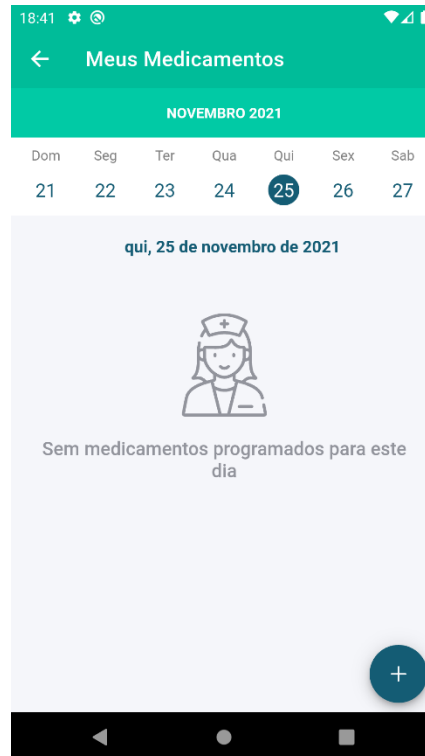 18:41
Meus Medicamentos
NOVEMBRO 2021
Dom Seg Ter Qua Qui Sex Sab
21 22 23 24 25 26 27
qui, 25 de novembro de 2021
Sem medicamentos programados para este
dia
+